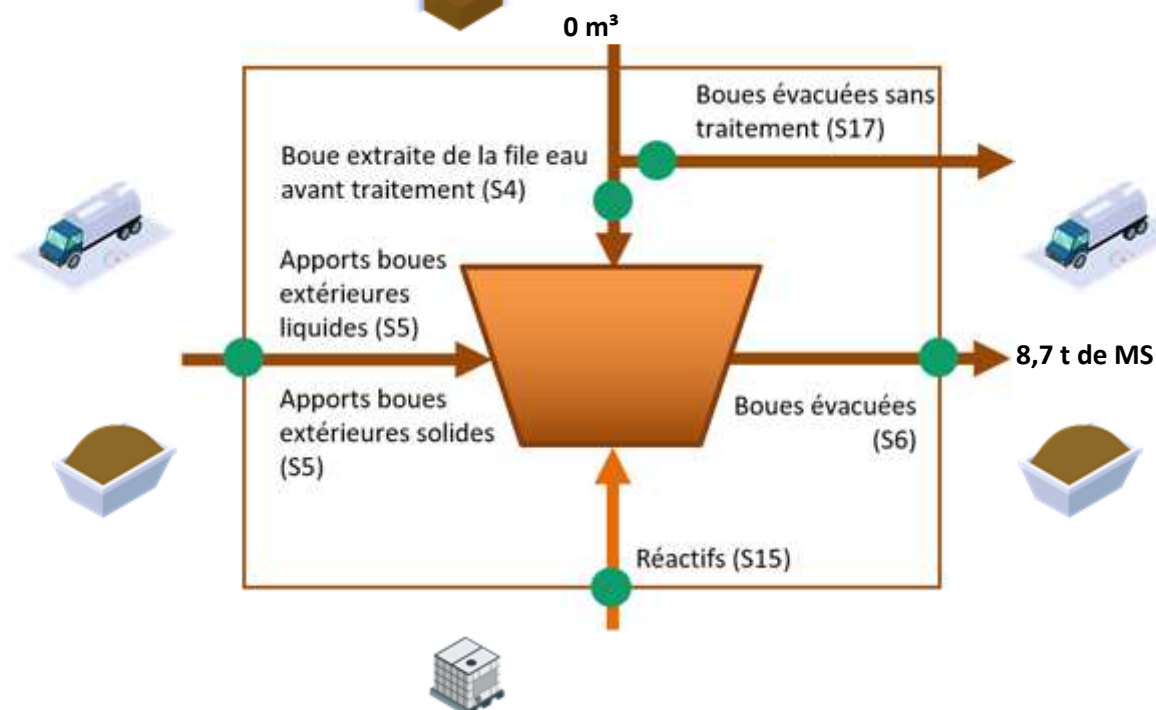 0 m³
Boues évacuées sans
traitement (S17)
Boue extraite de la file eau
avant traitement (S4)
Apports boues
extérieures
liquides (S5)
8,7 t de MS
Apports boues
extérieures solides
(S5)
Boues évacuées
(S6)
Réactifs (S15)